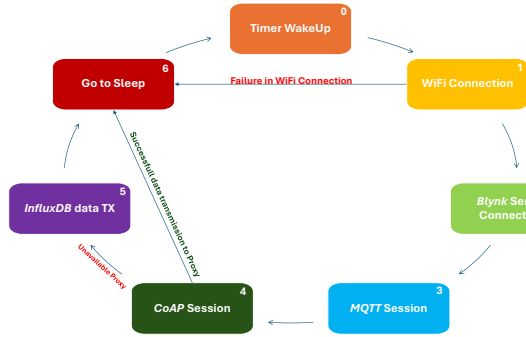 0
Timer WakeUp
6
Go to Sleep
Failure in WiFi Connection
1
WiFi Connection
Successfull data transmission to Proxy
5
InfluxDB data TX
Blynk
Unavailable Proxy
4
CoAP Session
3
MQTT Session